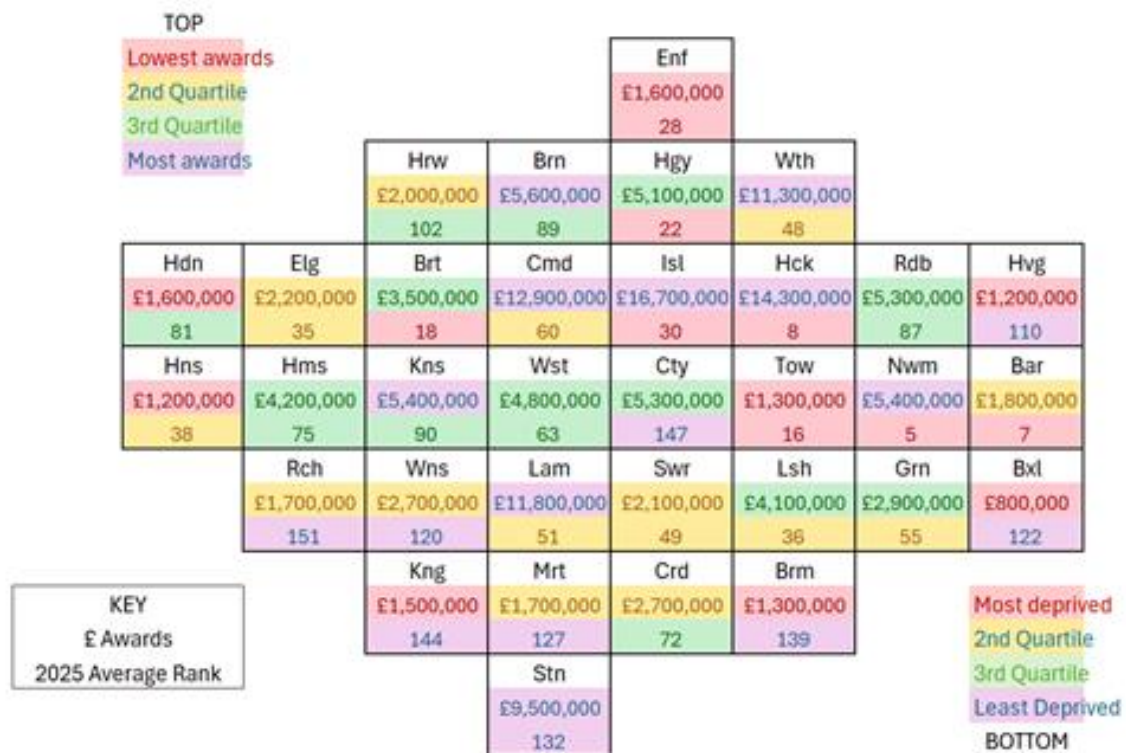 TOP
Lowest awards
2nd Quartile
3rd Quartile
Most awards
Enf
£1,600,000
28
Hrw Brn Hgy Wth
£2,000,000 £5,600,000 £5,100,000 £11,300,000
102 89 22 48
Hdn Elg Brt Cmd Isl Hck Rdb Hvg
£1,600,000 £2,200,000 £3,500,000 £12,900,000 £16,700,000 £14,300,000 £5,300,000 £1,200,000
81 35 18 60 30 8 87 110
Hns Hms Kns Wst Cty Tow Nwm Bar
£1,200,000 £4,200,000 £5,400,000 £4,800,000 £5,300,000 £1,300,000 £5,400,000 £1,800,000
38 75 90 63 147 16 5 7
Rch Wns Lam Swr Lsh Grn Bxl
£1,700,000 £2,700,000 £11,800,000 £2,100,000 £4,100,000 £2,900,000 £800,000
151 120 51 49 36 55 122
Kng Mrt Crd Brm
£1,500,000 £1,700,000 £2,700,000 £1,300,000
144 127 72 139
Stn
£9,500,000
132
KEY
£ Awards
2025 Average Rank
Most deprived
2nd Quartile
3rd Quartile
Least Deprived
BOTTOM